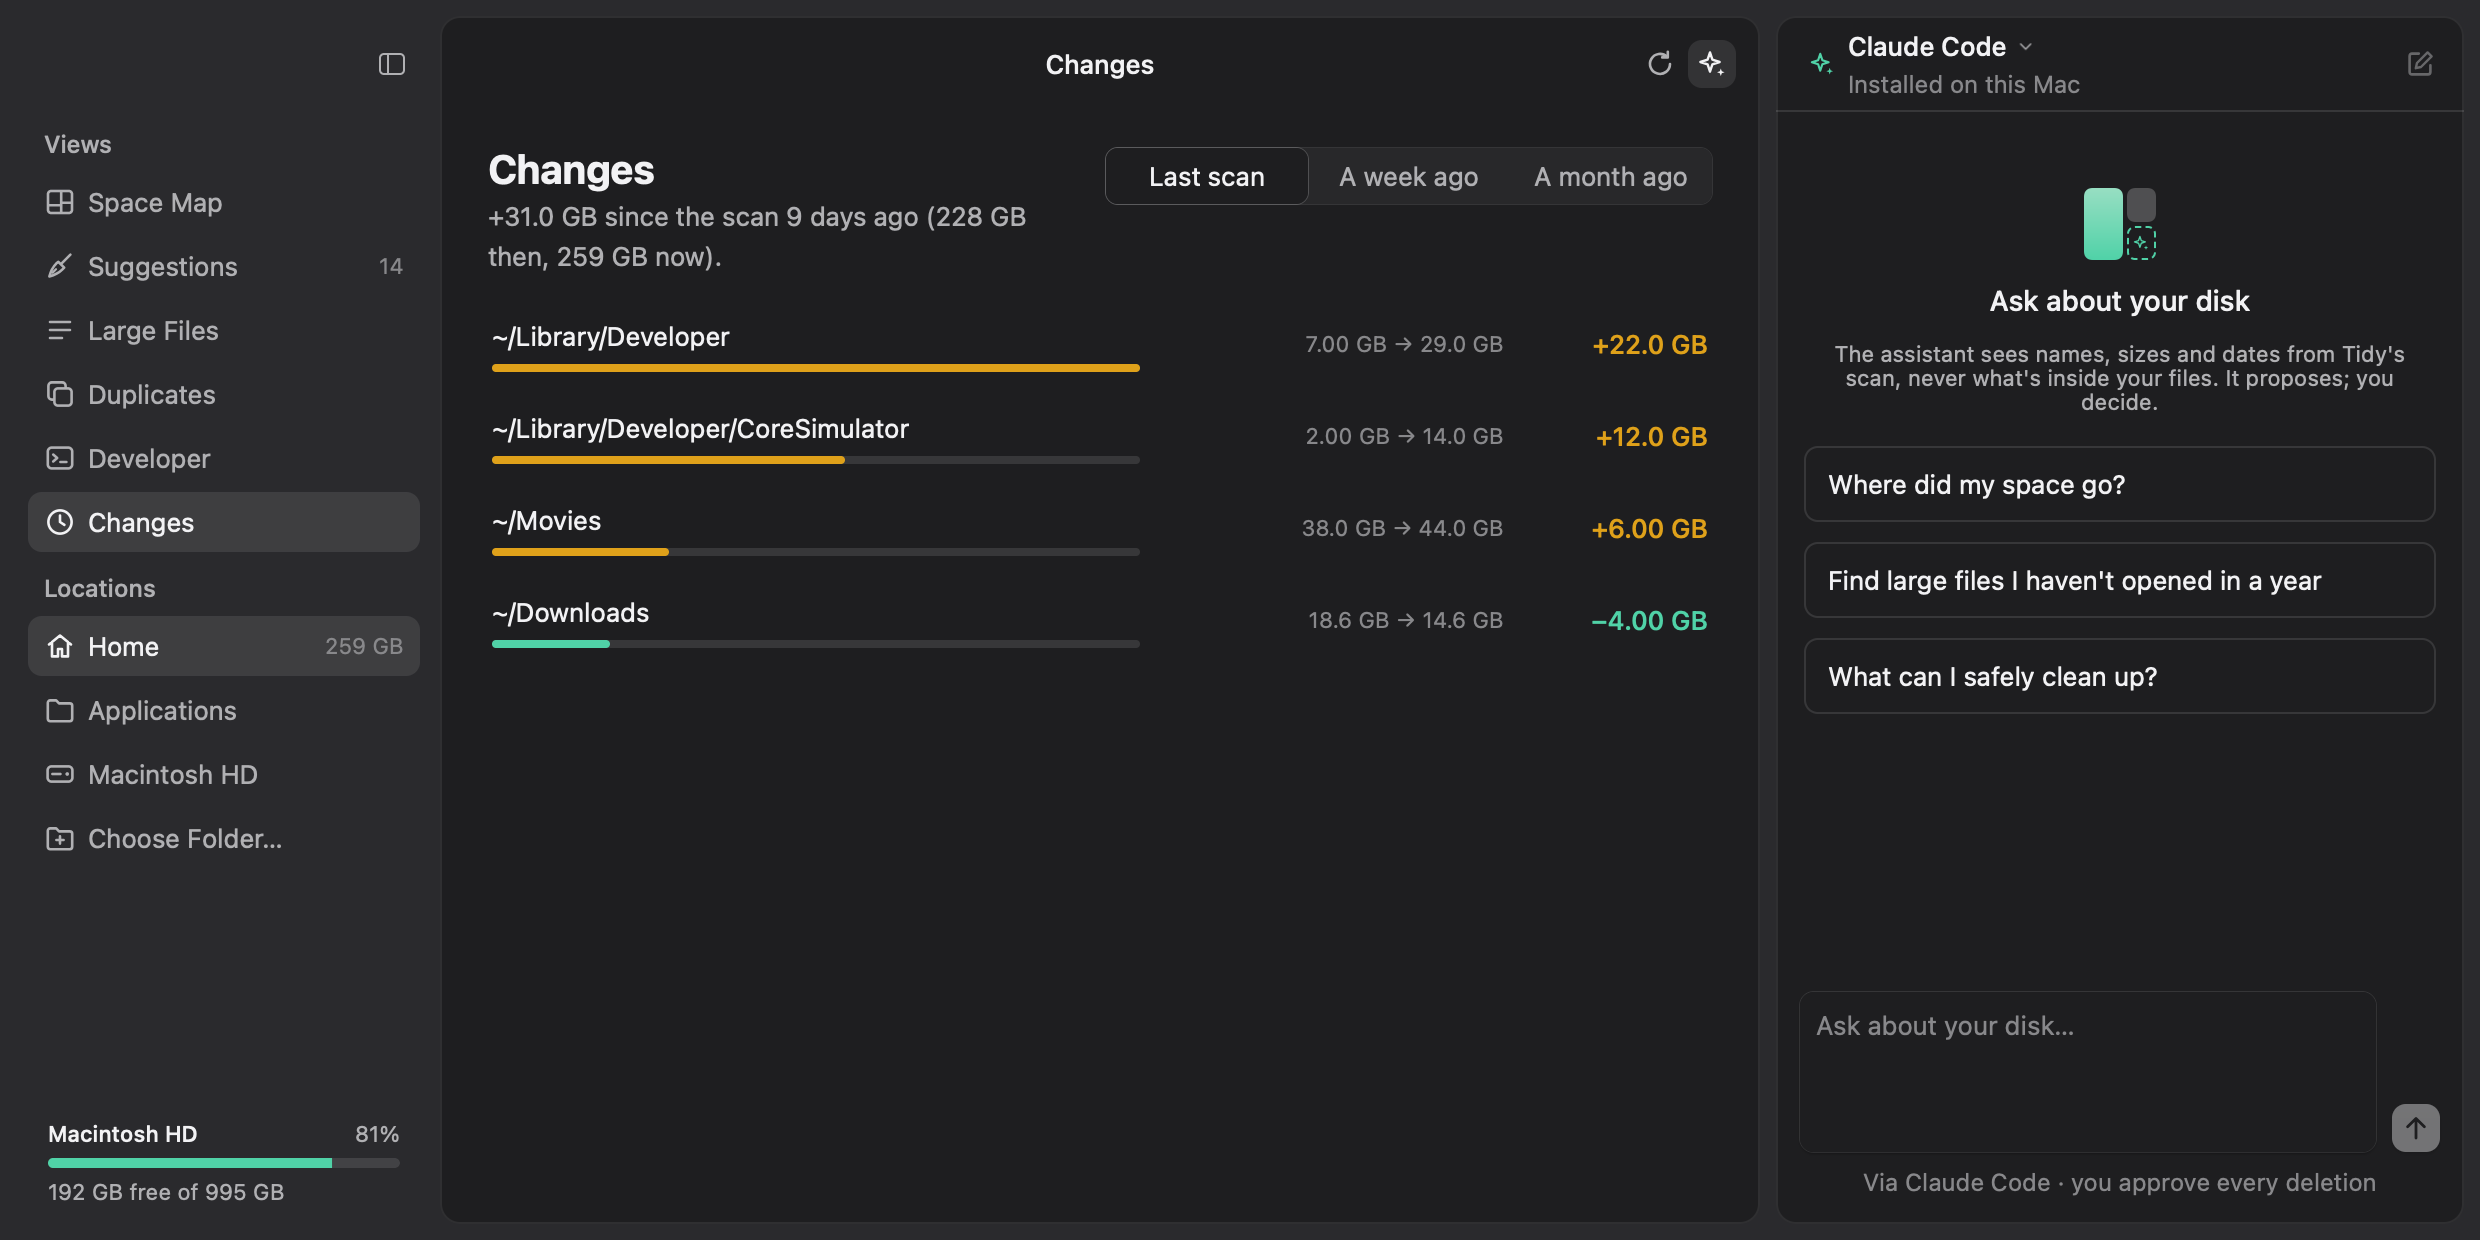 Views
Space Map
Suggestions 14
Large Files
Duplicates
Developer
Changes
Locations
Home 259 GB
Applications
Macintosh HD
Choose Folder...
Macintosh HD 81%
192 GB free of 995 GB
Changes
Changes
Last scan A week ago A month ago
+31.0 GB since the scan 9 days ago (228 GB
then, 259 GB now).
~/Library/Developer 7.00 GB → 29.0 GB +22.0 GB
~/Library/Developer/CoreSimulator 2.00 GB → 14.0 GB +12.0 GB
~/Movies 38.0 GB → 44.0 GB +6.00 GB
~/Downloads 18.6 GB → 14.6 GB −4.00 GB
Claude Code
Installed on this Mac
Ask about your disk
The assistant sees names, sizes and dates from Tidy's
scan, never what's inside your files. It proposes; you
decide.
Where did my space go?
Find large files I haven't opened in a year
What can I safely clean up?
Ask about your disk...
Via Claude Code · you approve every deletion